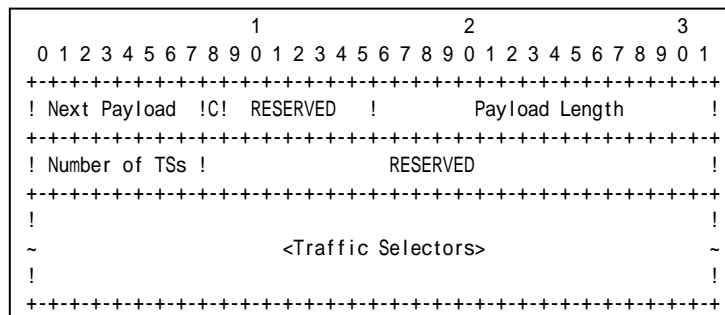 1                   2                   3
 0 1 2 3 4 5 6 7 8 9 0 1 2 3 4 5 6 7 8 9 0 1 2 3 4 5 6 7 8 9 0 1
+-+-+-+-+-+-+-+-+-+-+-+-+-+-+-+-+-+-+-+-+-+-+-+-+-+-+-+-+-+-+-+-+
! Next Payload  !C!  RESERVED   !         Payload Length        !
+-+-+-+-+-+-+-+-+-+-+-+-+-+-+-+-+-+-+-+-+-+-+-+-+-+-+-+-+-+-+-+-+
! Number of TSs !                 RESERVED                      !
+-+-+-+-+-+-+-+-+-+-+-+-+-+-+-+-+-+-+-+-+-+-+-+-+-+-+-+-+-+-+-+-+
!                                                               !
~                       <Traffic Selectors>                     ~
!                                                               !
+-+-+-+-+-+-+-+-+-+-+-+-+-+-+-+-+-+-+-+-+-+-+-+-+-+-+-+-+-+-+-+-+